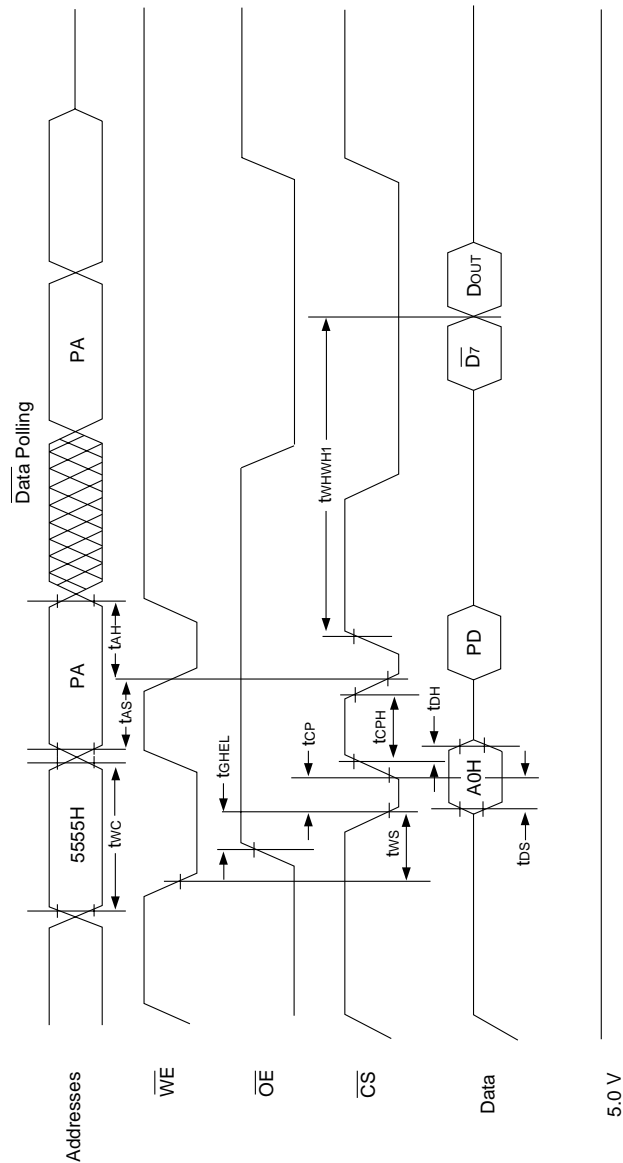 Data Polling
Addresses
5555H
PA
PA
tWC
tAS
tAH
WE
OE
tGHEL
CS
tWS
tCP
tCPH
tWHWH1
tDH
Data
A0H
PD
D7
DOUT
tDS
5.0 V